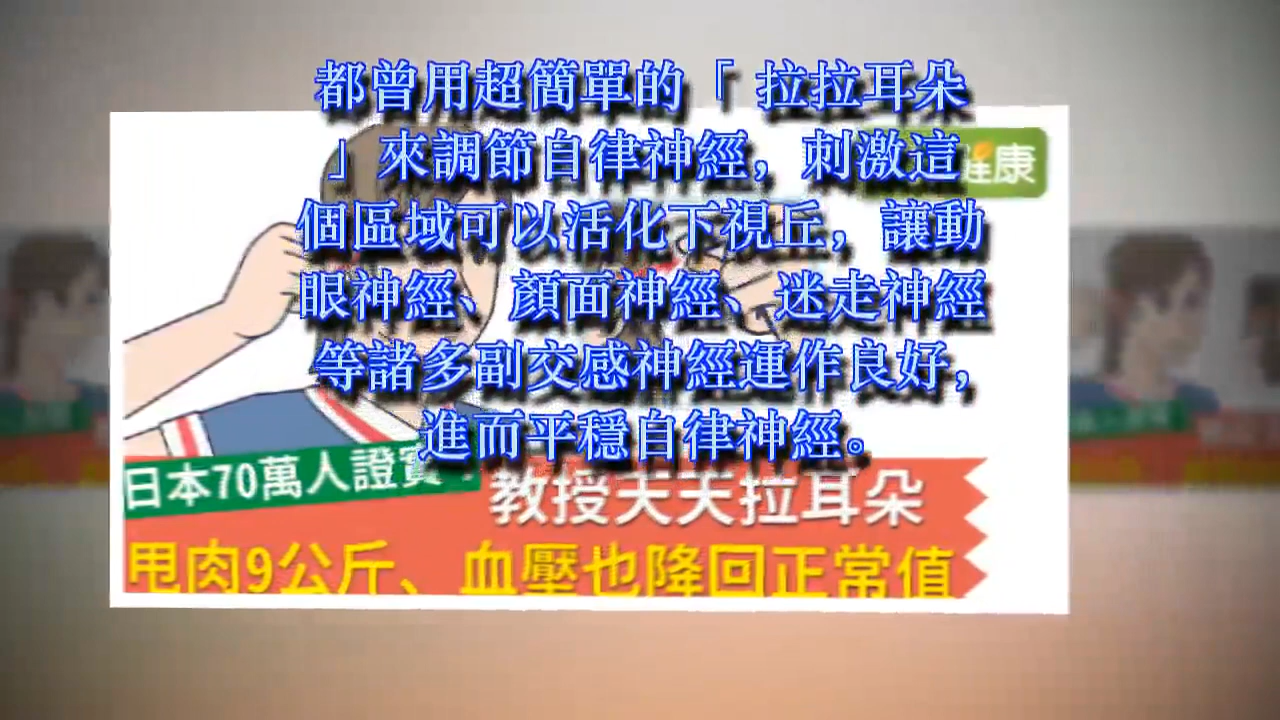 都曾用超簡單的「 拉拉耳朵
」來調節自律神經，刺激這
個區域可以活化下視丘，讓動
眼神經、顏面神經、迷走神經
等諸多副交感神經運作良好，
進而平穩自律神經。
健康
日本70萬人證實
教授天天拉耳朵
甩肉9公斤、血壓也降回正常值